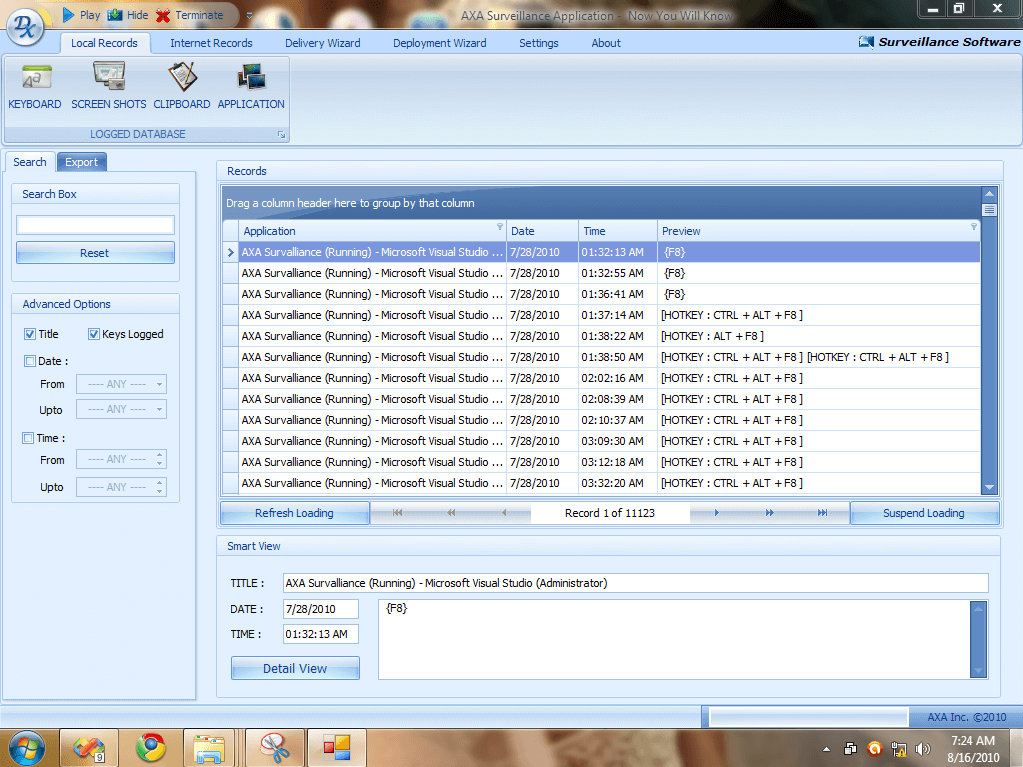 Play Hide Terminate
AXA Surveillance Application - Now You Will Know
Dx
Local Records Internet Records Delivery Wizard Deployment Wizard Settings About
Surveillance Software
KEYBOARD SCREEN SHOTS CLIPBOARD APPLICATION
LOGGED DATABASE
Search Export
Search Box
Reset
Advanced Options
Title Keys Logged
Date :
From ---- ANY ----
Upto ---- ANY ----
Time :
From ---- ANY ----
Upto ---- ANY ----
Records
Drag a column header here to group by that column
Application Date Time Preview
AXA Survalliance (Running) - Microsoft Visual Studio ... 7/28/2010 01:32:13 AM {F8}
AXA Survalliance (Running) - Microsoft Visual Studio ... 7/28/2010 01:32:55 AM {F8}
AXA Survalliance (Running) - Microsoft Visual Studio ... 7/28/2010 01:36:41 AM {F8}
AXA Survalliance (Running) - Microsoft Visual Studio ... 7/28/2010 01:37:14 AM [HOTKEY : CTRL + ALT + F8 ]
AXA Survalliance (Running) - Microsoft Visual Studio ... 7/28/2010 01:38:22 AM [HOTKEY : ALT + F8 ]
AXA Survalliance (Running) - Microsoft Visual Studio ... 7/28/2010 01:38:50 AM [HOTKEY : CTRL + ALT + F8 ] [HOTKEY : CTRL + ALT + F8 ]
AXA Survalliance (Running) - Microsoft Visual Studio ... 7/28/2010 02:02:16 AM [HOTKEY : CTRL + ALT + F8 ]
AXA Survalliance (Running) - Microsoft Visual Studio ... 7/28/2010 02:08:39 AM [HOTKEY : CTRL + ALT + F8 ]
AXA Survalliance (Running) - Microsoft Visual Studio ... 7/28/2010 02:10:37 AM [HOTKEY : CTRL + ALT + F8 ]
AXA Survalliance (Running) - Microsoft Visual Studio ... 7/28/2010 03:09:30 AM [HOTKEY : CTRL + ALT + F8 ]
AXA Survalliance (Running) - Microsoft Visual Studio ... 7/28/2010 03:12:18 AM [HOTKEY : CTRL + ALT + F8 ]
AXA Survalliance (Running) - Microsoft Visual Studio ... 7/28/2010 03:32:20 AM [HOTKEY : CTRL + ALT + F8 ]
Refresh Loading Record 1 of 11123 Suspend Loading
Smart View
TITLE : AXA Survalliance (Running) - Microsoft Visual Studio (Administrator)
DATE : 7/28/2010 {F8}
TIME : 01:32:13 AM
Detail View
AXA Inc. ©2010
9
7:24 AM
8/16/2010